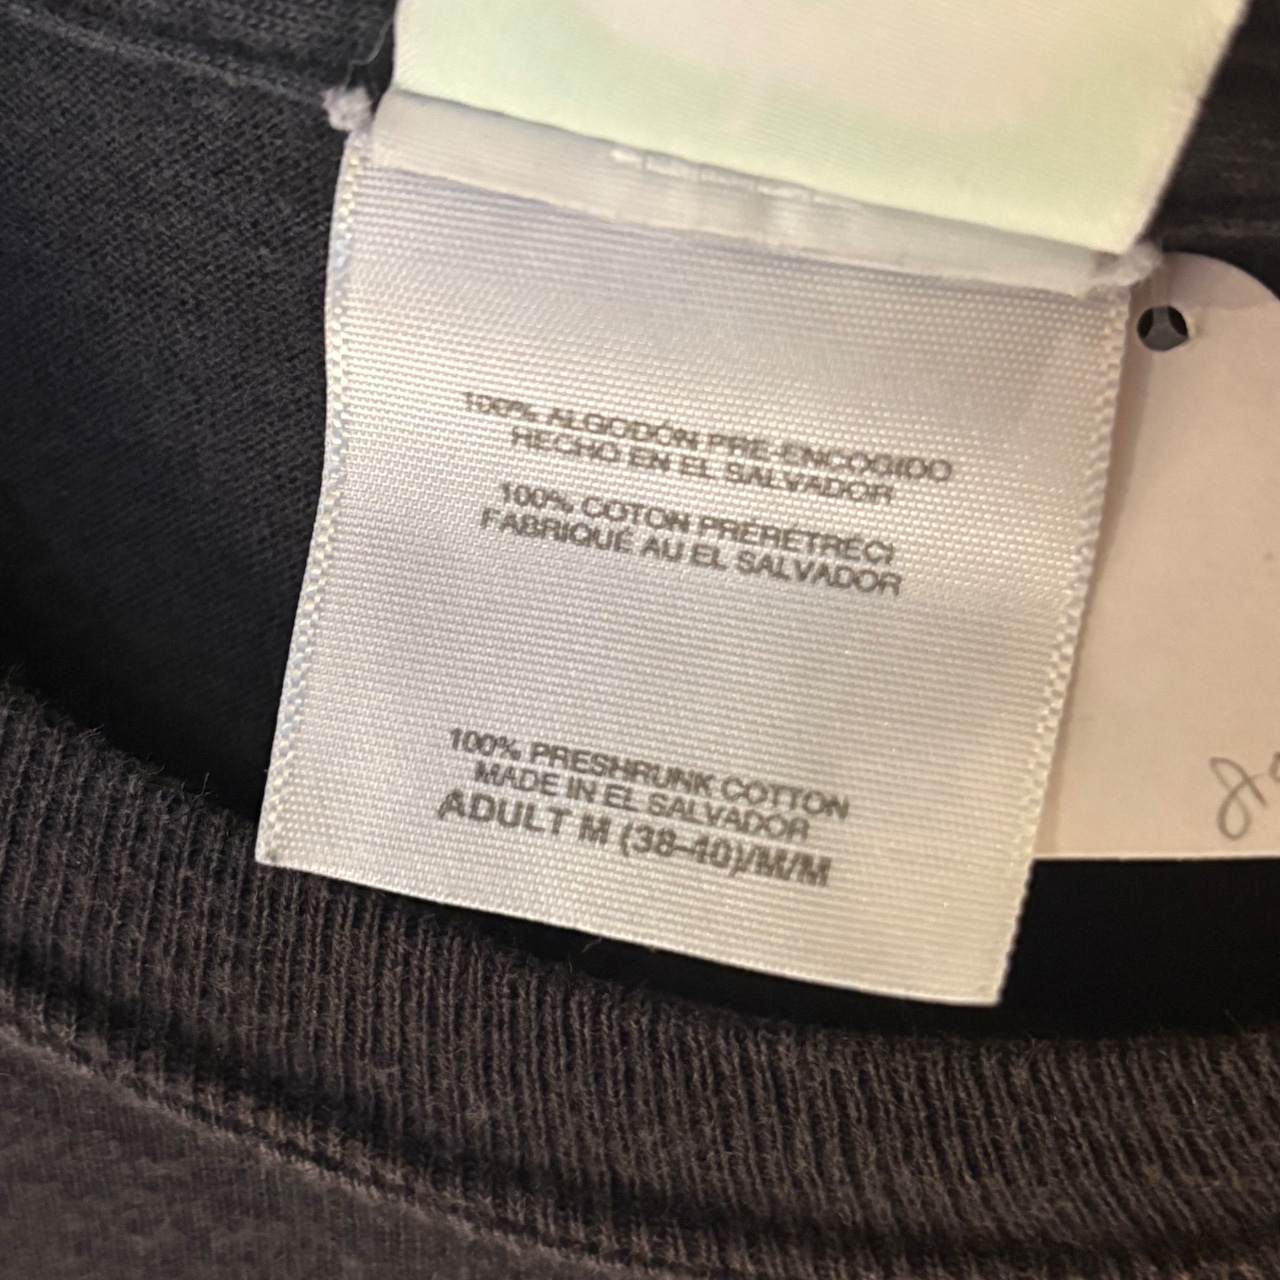 100% ALGODÓN PRE-ENCOGIDO
HECHO EN EL SALVADOR
100% COTON PRÉRÉTRÉCI
FABRIQUÉ AU EL SALVADOR
100% PRESHRUNK COTTON
MADE IN EL SALVADOR
ADULT M (38-40)/M/M